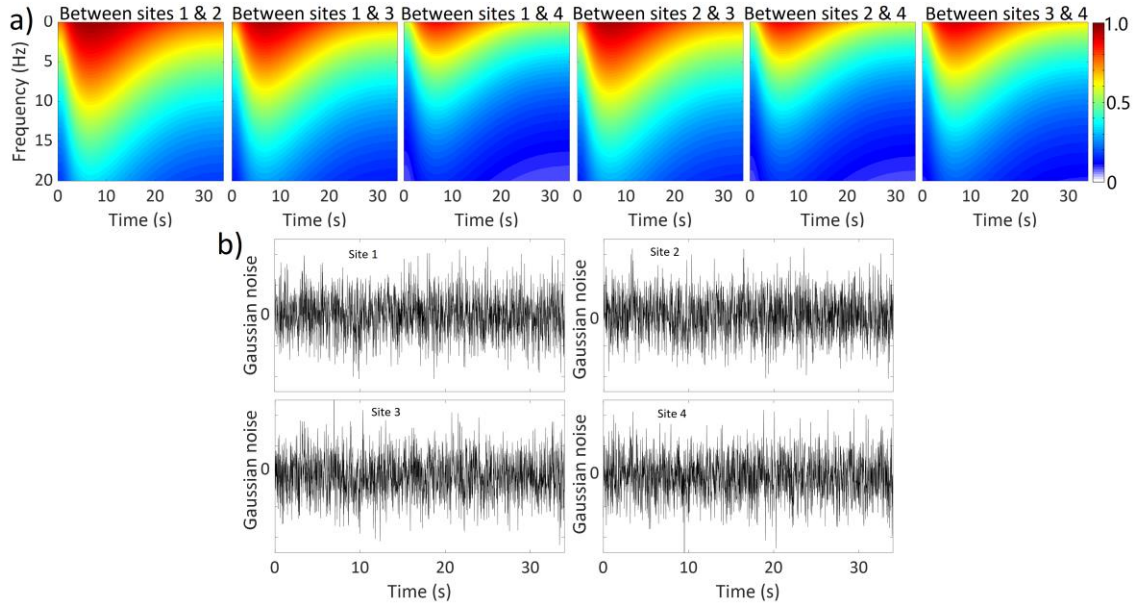 a)
Between sites 1 & 2 Between sites 1 & 3 Between sites 1 & 4 Between sites 2 & 3 Between sites 2 & 4 Between sites 3 & 4
Frequency (Hz)
0
5
10
15
20
0 10 20 30 0 10 20 30 0 10 20 30 0 10 20 30 0 10 20 30 0 10 20 30
Time (s) Time (s) Time (s) Time (s) Time (s) Time (s)
1.0
0.5
0
b)
Site 1
Gaussian noise
0
Site 2
Gaussian noise
0
Site 3
Gaussian noise
0
Site 4
Gaussian noise
0
0 10 20 30 0 10 20 30
Time (s) Time (s)